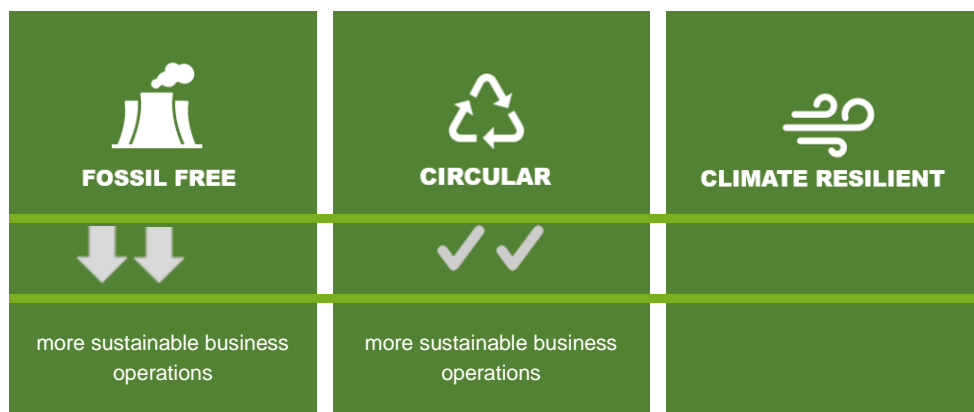 FOSSIL FREE
CIRCULAR
CLIMATE RESILIENT
more sustainable business
operations
more sustainable business
operations